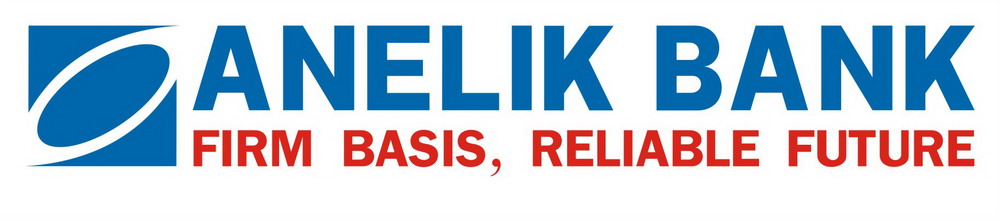 ANELIK BANK
FIRM BASIS, RELIABLE FUTURE